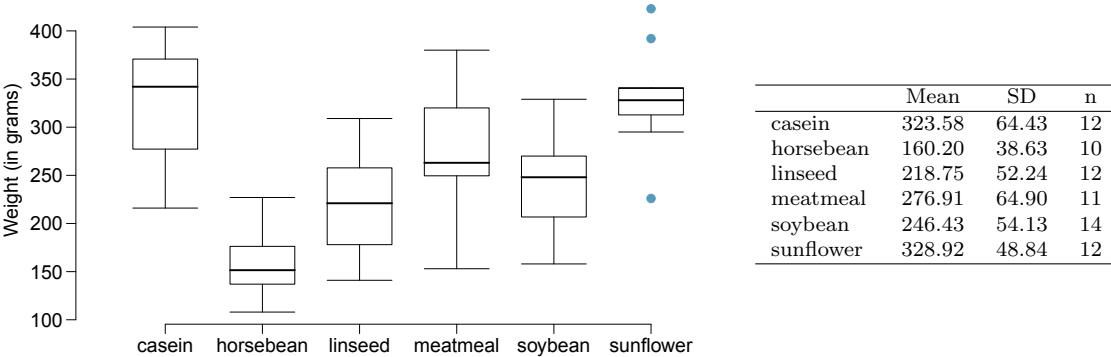 Weight (in grams)
400
350
300
250
200
150
100
casein horsebean linseed meatmeal soybean sunflower
Mean SD n
casein 323.58 64.43 12
horsebean 160.20 38.63 10
linseed 218.75 52.24 12
meatmeal 276.91 64.90 11
soybean 246.43 54.13 14
sunflower 328.92 48.84 12